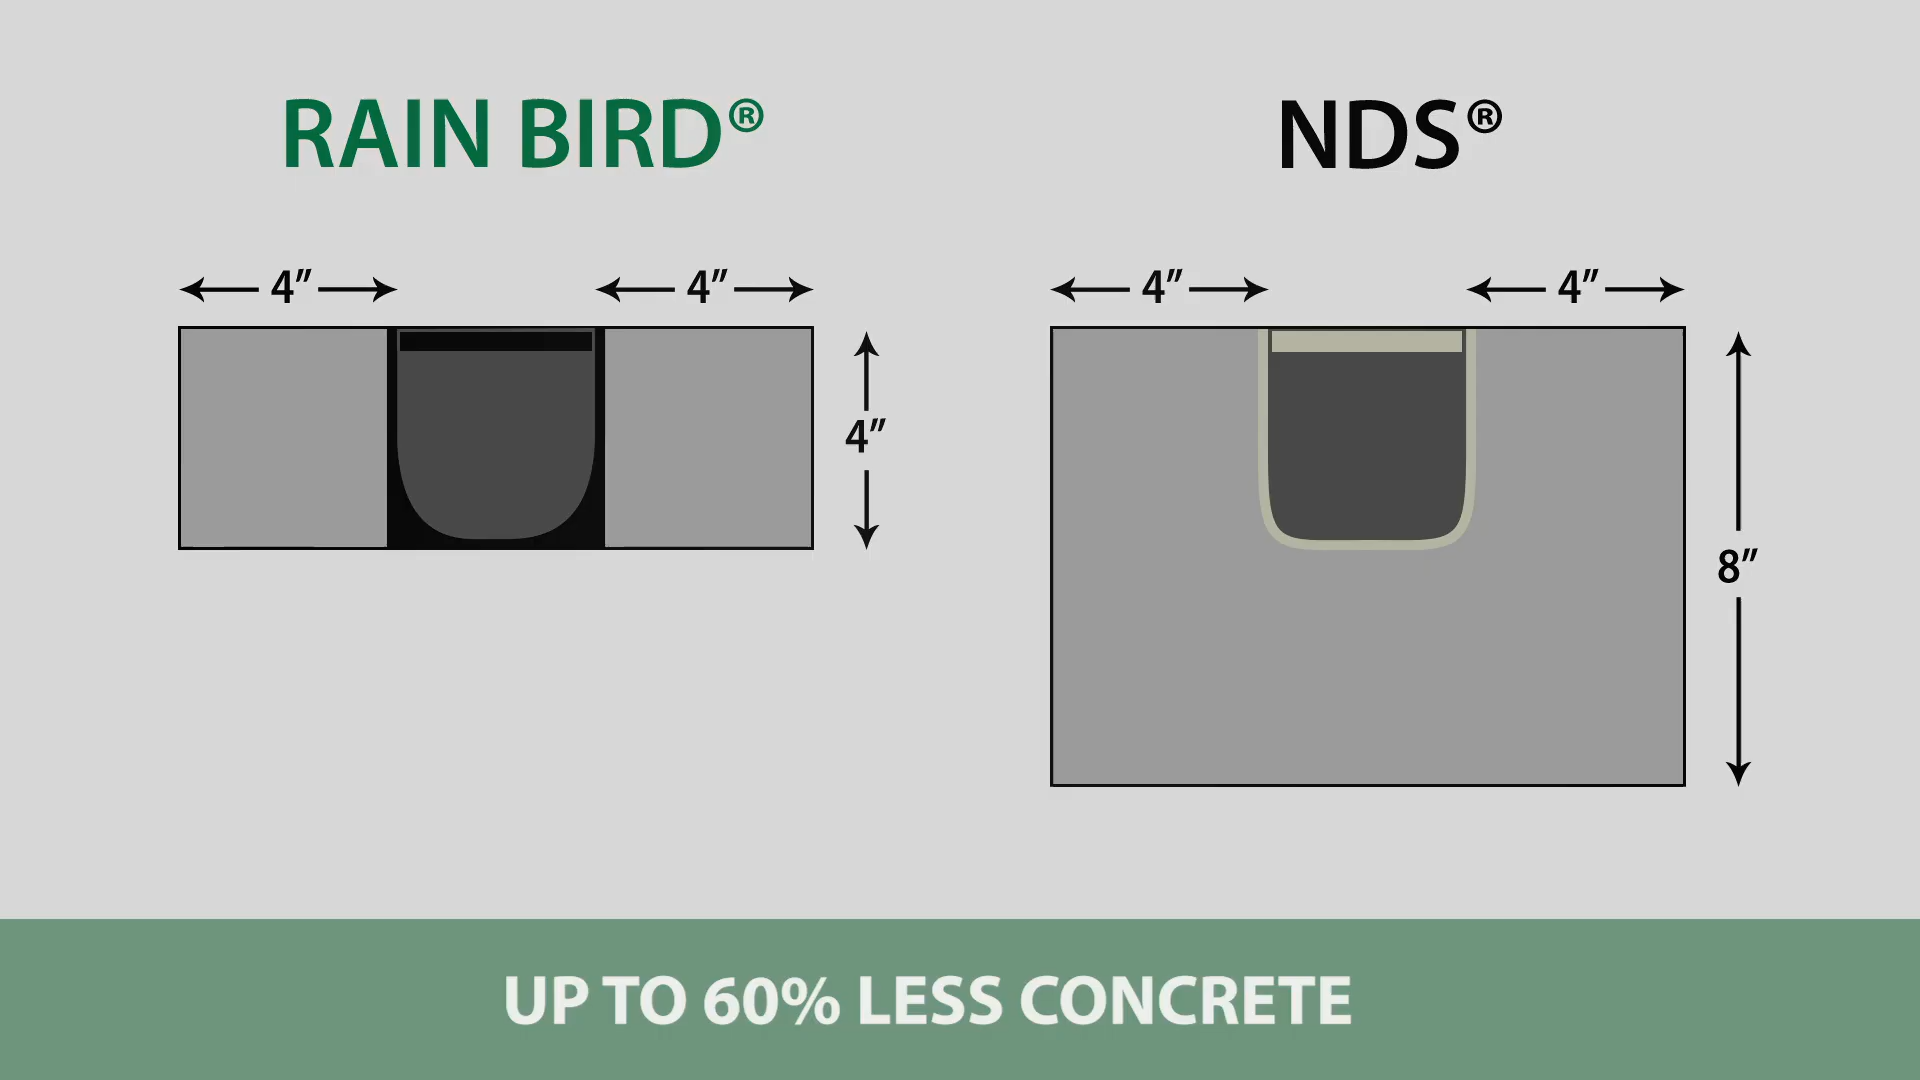 RAIN BIRD®
NDS®
4” 4”
4” 4”
4”
8”
UP TO 60% LESS CONCRETE